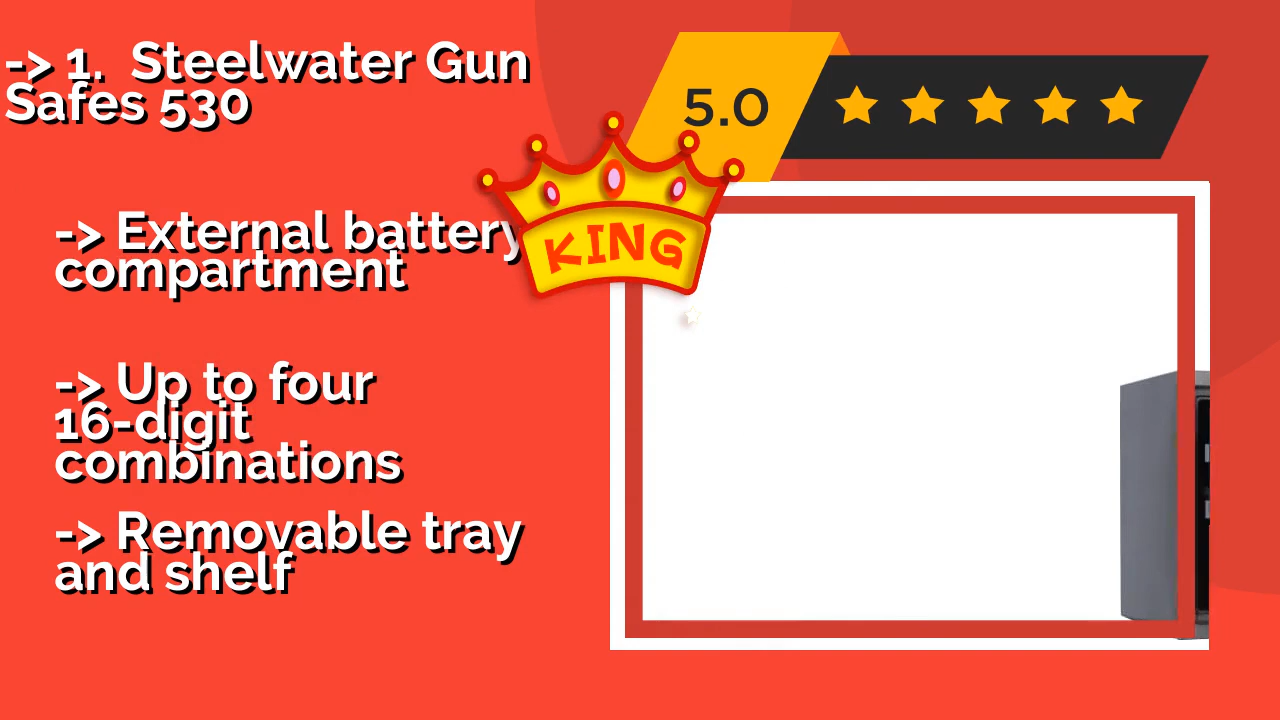 -> 1.  Steelwater Gun
Safes 530
5.0
KING
-> External battery
compartment
-> Up to four
16-digit
combinations
-> Removable tray
and shelf